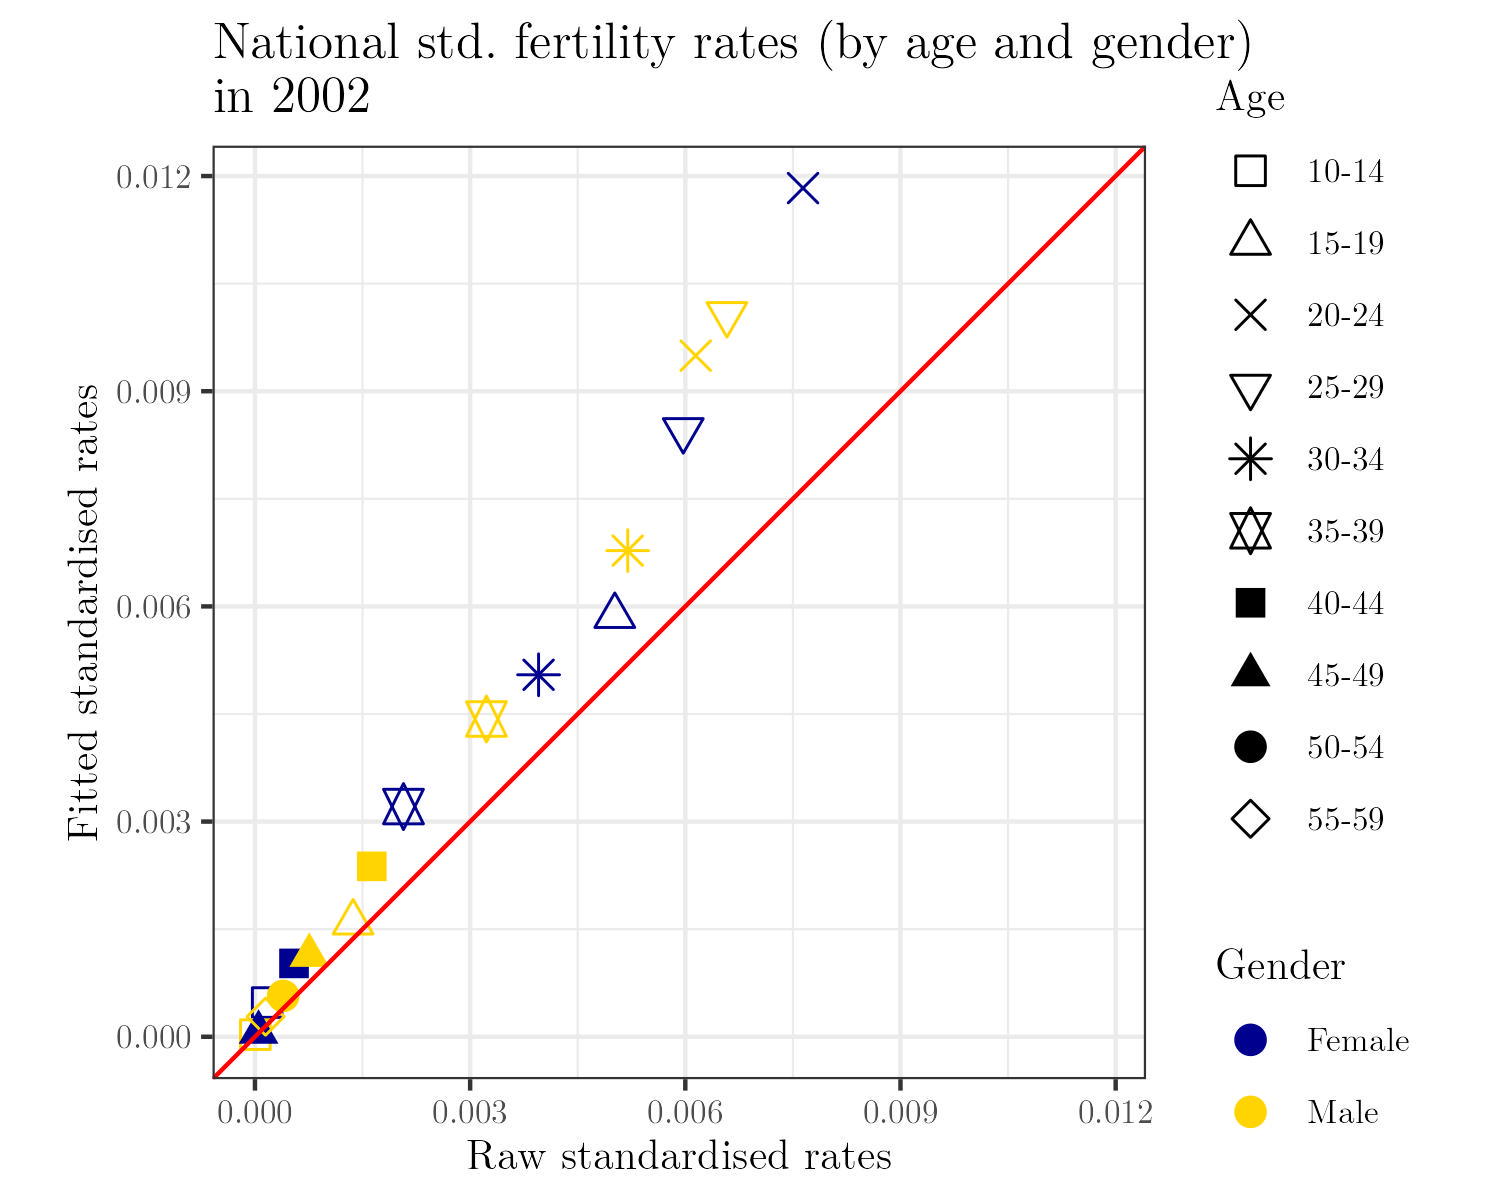 National std. fertility rates (by age and gender)
in 2002
Age
10-14
15-19
20-24
25-29
30-34
35-39
40-44
45-49
50-54
55-59
Gender
Female
Male
Fitted standardised rates
0.012
0.009
0.006
0.003
0.000
0.000 0.003 0.006 0.009 0.012
Raw standardised rates